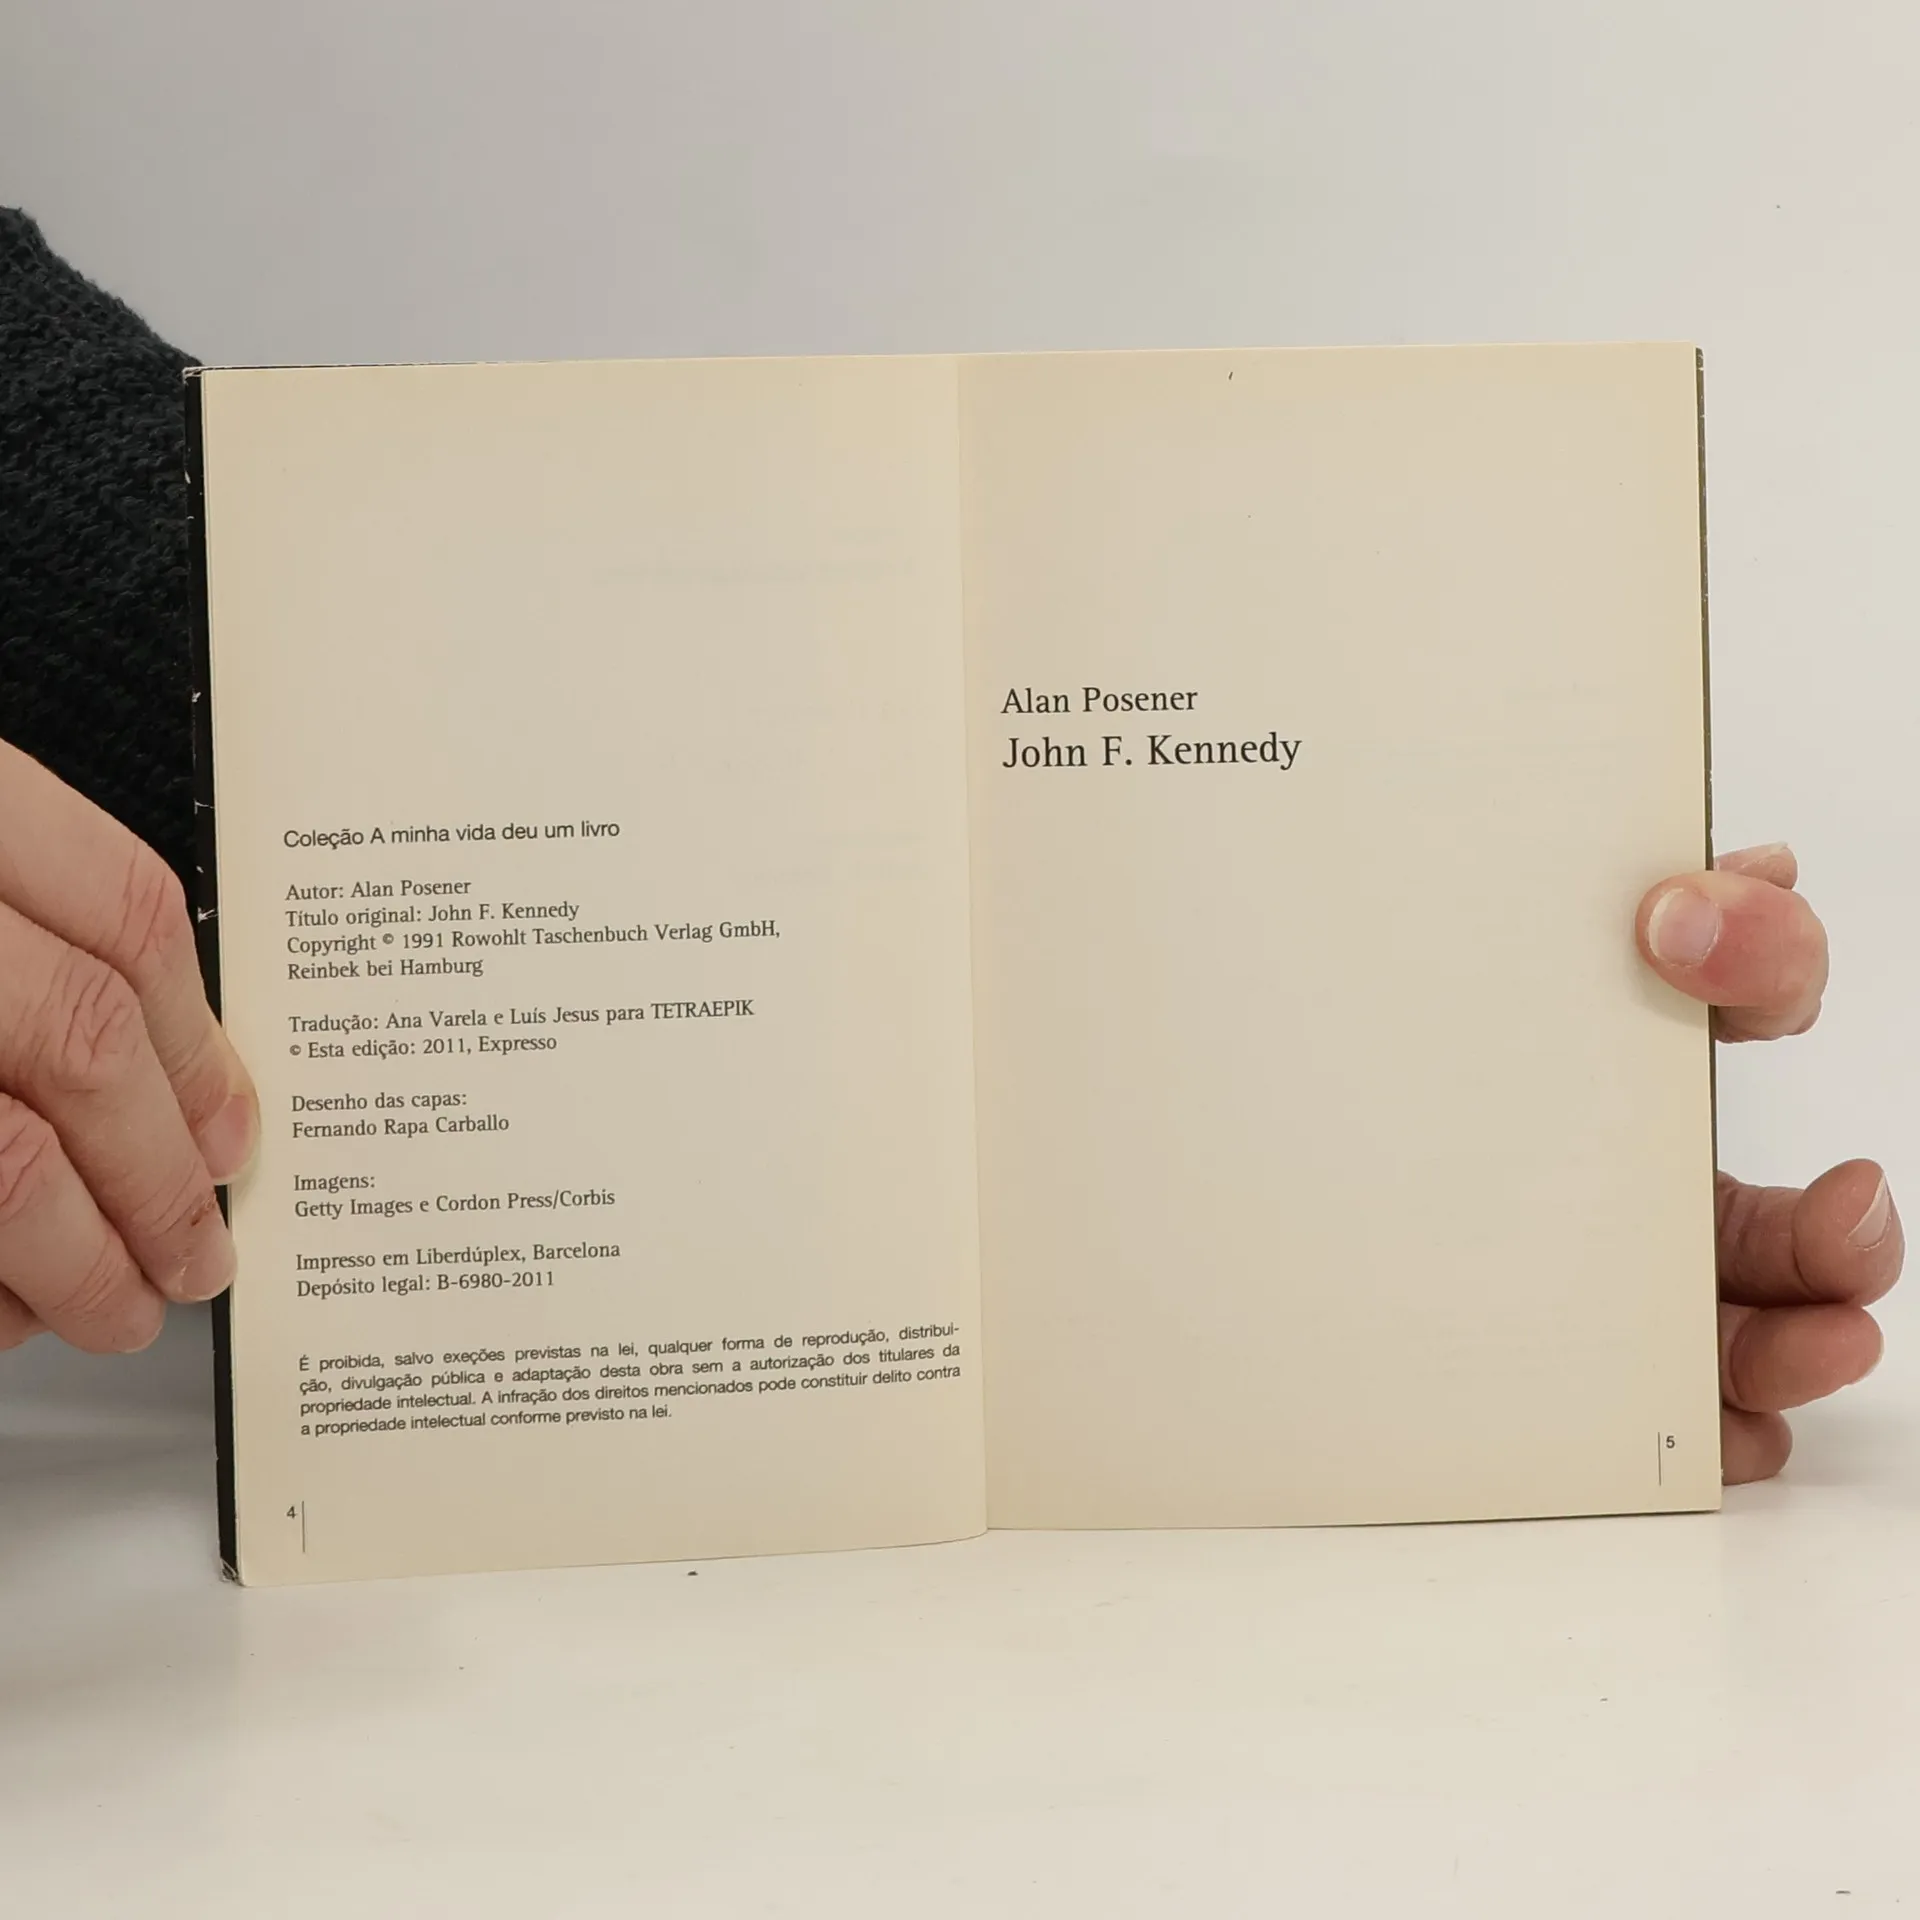 Coleção A minha vida deu um livro
Autor: Alan Posener
Título original: John F. Kennedy
Copyright © 1991 Rowohlt Taschenbuch Verlag GmbH,
Reinbek bei Hamburg
Tradução: Ana Varela e Luís Jesus para TETRAEPIK
© Esta edição: 2011, Expresso
Desenho das capas:
Fernando Rapa Carballo
Imagens:
Getty Images e Cordon Press/Corbis
Impresso em Liberdúplex, Barcelona
Depósito legal: B-6980-2011
É proibida, salvo exeções previstas na lei, qualquer forma de reprodução, distribui-
ção, divulgação pública e adaptação desta obra sem a autorização dos titulares da
propriedade intelectual. A infração dos direitos mencionados pode constituir delito contra
a propriedade intelectual conforme previsto na lei.
4
Alan Posener
John F. Kennedy
5